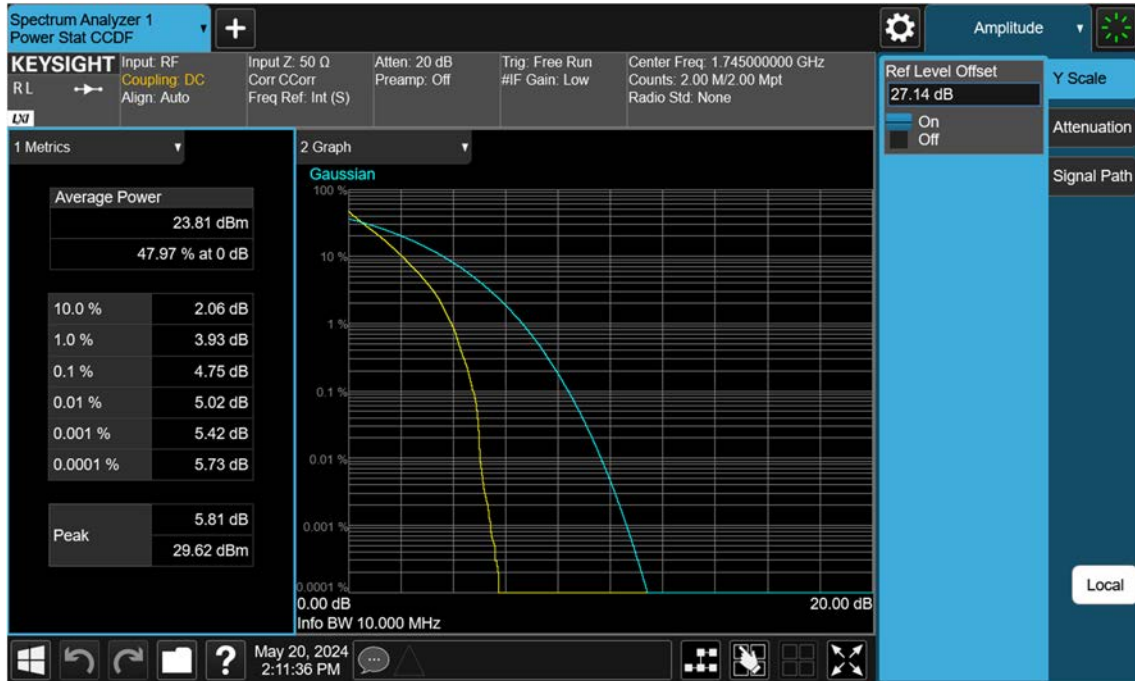 Spectrum Analyzer 1
Power Stat CCDF
Amplitude
KEYSIGHT
R L
LXI
Input: RF
Coupling: DC
Align: Auto
Input Z: 50 Ω
Corr CCorr
Freq Ref: Int (S)
Atten: 20 dB
Preamp: Off
Trig: Free Run
#IF Gain: Low
Center Freq: 1.745000000 GHz
Counts: 2.00 M/2.00 Mpt
Radio Std: None
Ref Level Offset
27.14 dB
On
Off
Y Scale
Attenuation
Signal Path
Local
1 Metrics
Average Power
23.81 dBm
47.97 % at 0 dB
10.0 % 2.06 dB
1.0 % 3.93 dB
0.1 % 4.75 dB
0.01 % 5.02 dB
0.001 % 5.42 dB
0.0001 % 5.73 dB
Peak
5.81 dB
29.62 dBm
2 Graph
Gaussian
100 %
10 %
1 %
0.1 %
0.01 %
0.001 %
0.0001 %
0.00 dB 20.00 dB
Info BW 10.000 MHz
?
May 20, 2024
2:11:36 PM